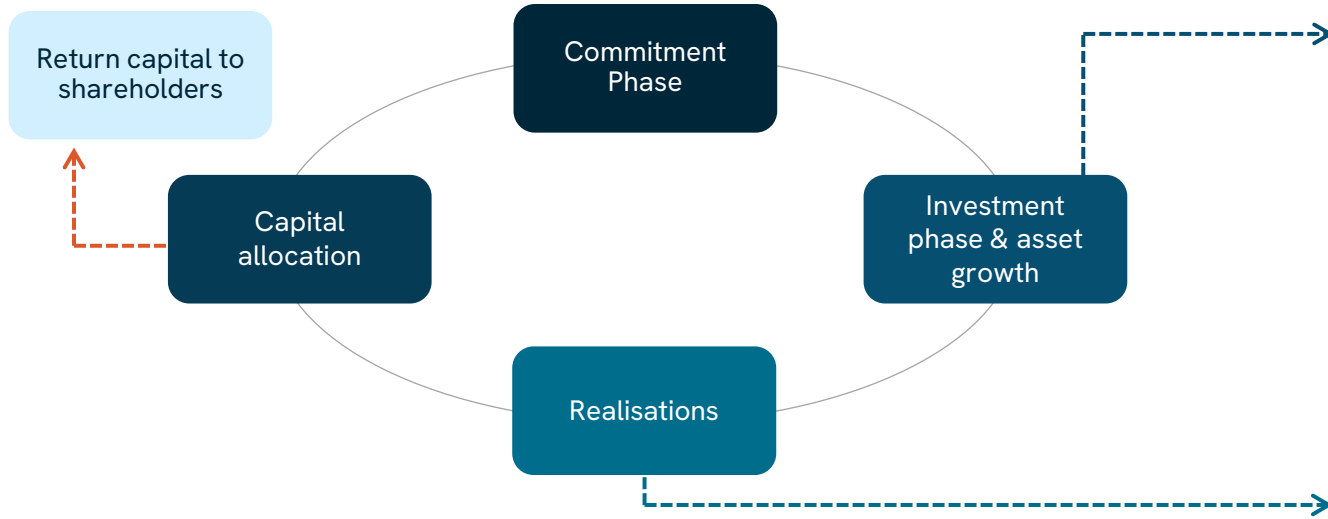 Return capital to
shareholders
Commitment
Phase
Capital
allocation
Investment
phase & asset
growth
Realisations